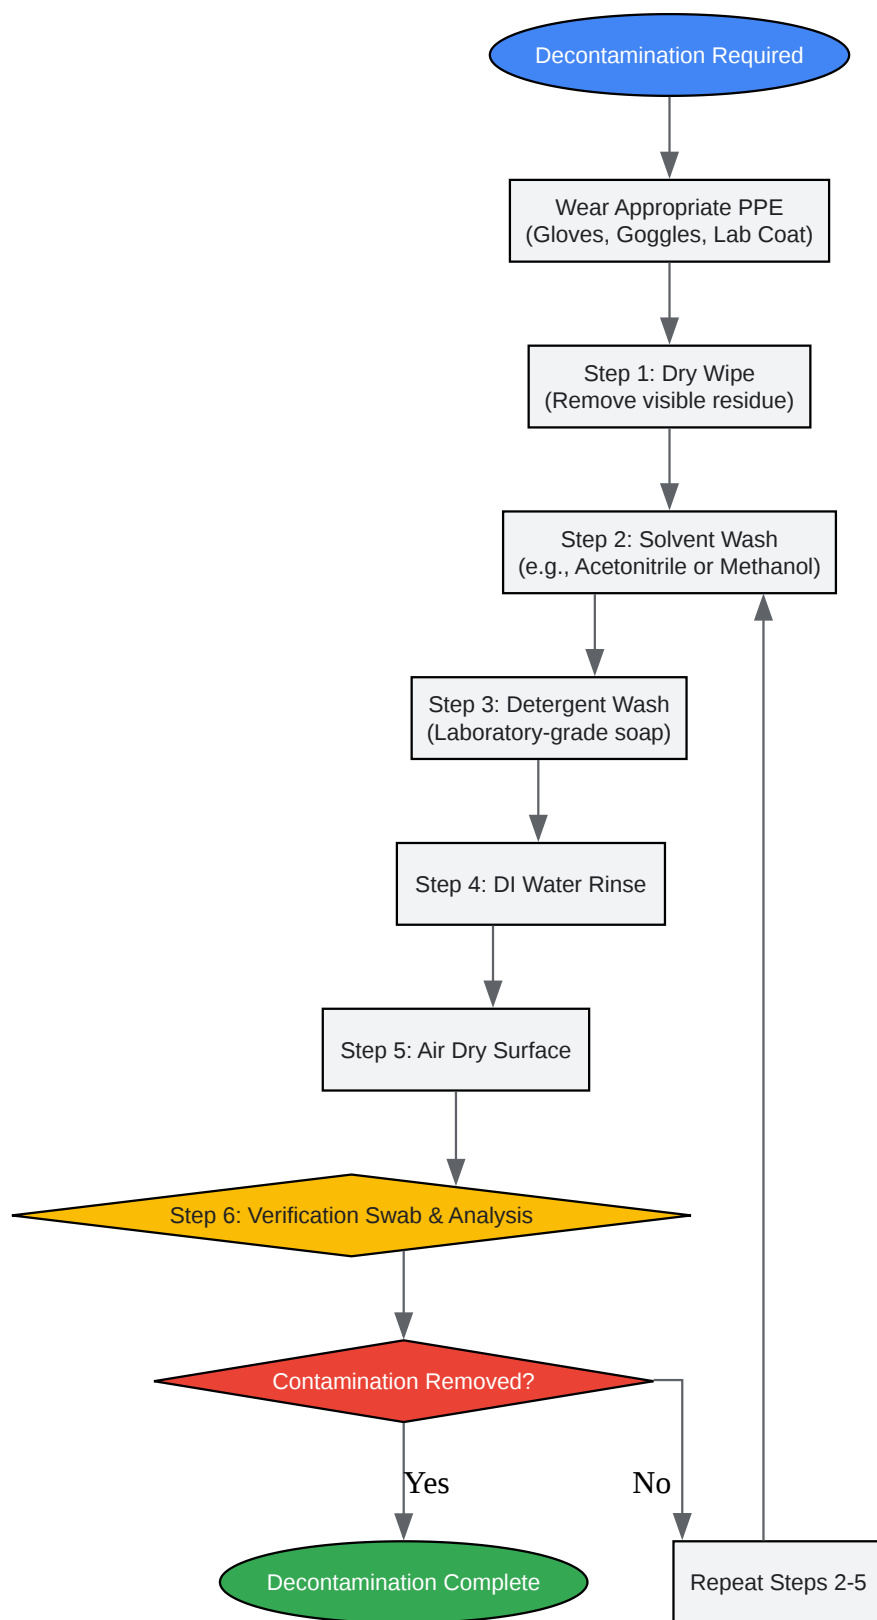 Decontamination Required
Wear Appropriate PPE
(Gloves, Goggles, Lab Coat)
Step 1: Dry Wipe
(Remove visible residue)
Step 2: Solvent Wash
(e.g., Acetonitrile or Methanol)
Step 3: Detergent Wash
(Laboratory-grade soap)
Step 4: DI Water Rinse
Step 5: Air Dry Surface
Step 6: Verification Swab & Analysis
Contamination Removed?
Yes
No
Decontamination Complete
Repeat Steps 2-5